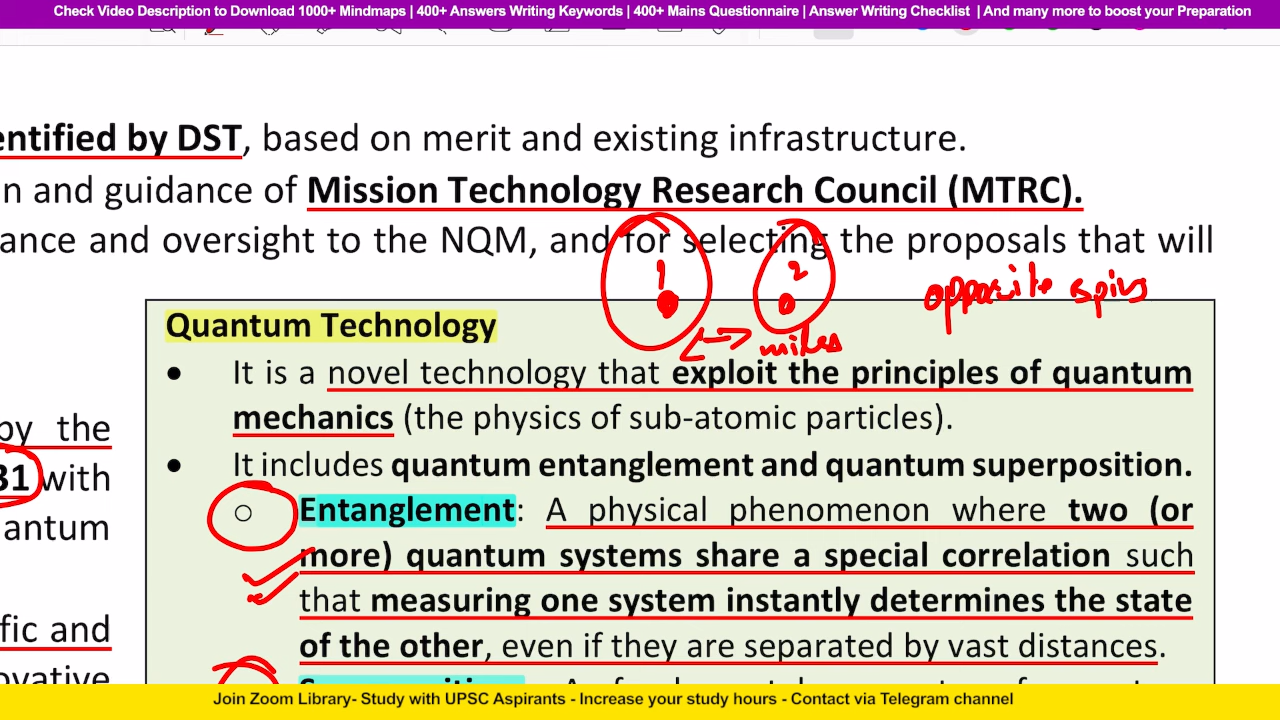 Check Video Description to Download 1000+ Mindmaps | 400+ Answers Writing Keywords | 400+ Mains Questionnaire | Answer Writing Checklist | And many more to boost your Preparation
entified by DST, based on merit and existing infrastructure.
n and guidance of Mission Technology Research Council (MTRC).
ance and oversight to the NQM, and for selecting the proposals that will
1 2
opposite spins
miles
Quantum Technology
• It is a novel technology that exploit the principles of quantum
mechanics (the physics of sub-atomic particles).
by the
• It includes quantum entanglement and quantum superposition.
31 with
○ Entanglement: A physical phenomenon where two (or
antum
more) quantum systems share a special correlation such
that measuring one system instantly determines the state
fic and
of the other, even if they are separated by vast distances.
ovative
Join Zoom Library- Study with UPSC Aspirants - Increase your study hours - Contact via Telegram channel